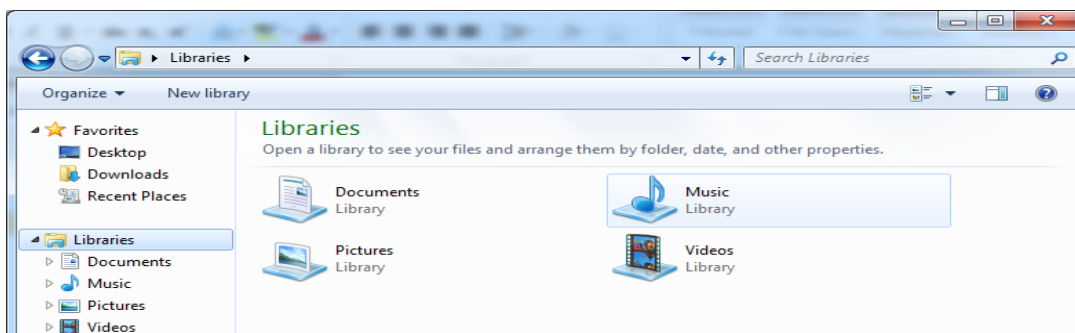 Libraries
Search Libraries
Organize
New library
Favorites
Desktop
Downloads
Recent Places
Libraries
Documents
Music
Pictures
Videos
Libraries
Open a library to see your files and arrange them by folder, date, and other properties.
Documents
Library
Music
Library
Pictures
Library
Videos
Library